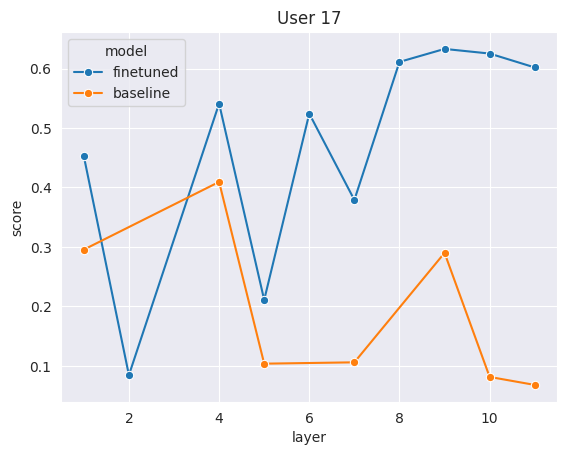 User 17
model
finetuned
baseline
score
0.6
0.5
0.4
0.3
0.2
0.1
2 4 6 8 10
layer